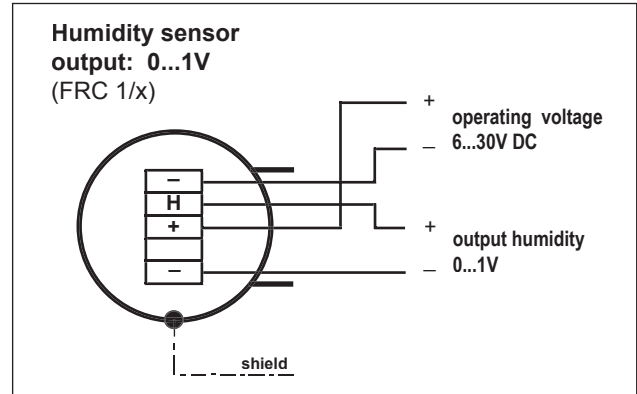 Humidity sensor
output: 0...1V
(FRC 1/x)
+
operating voltage
– 6...30V DC
–
H
+
–
+
output humidity
– 0...1V
shield